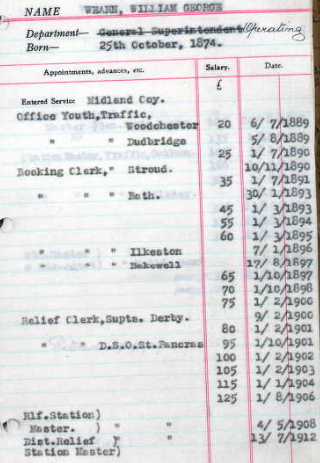 NAME WEARN, WILLIAM GEORGE
Department— General Superintendent Operating
Born— 25th October, 1874.
Appointments, advances, etc. Salary. Date.
£
Entered Service Midland Coy.
Office Youth,Traffic,
Woodchester 20 6/ 7/1889
" " Dudbridge 5/ 8/1889
25 1/ 7/1890
Booking Clerk," Stroud. 10/11/1890
35 1/ 7/1891
" " " Bath. 30/ 1/1893
45 1/ 3/1893
55 1/ 3/1894
60 1/ 3/1895
" " " Ilkeston 7/ 1/1896
" " " Bakewell 17/ 8/1897
65 1/10/1897
70 1/10/1898
75 1/ 2/1900
Relief Clerk,Supts. Derby. 9/ 2/1900
80 1/ 2/1901
" " D.S.O.St.Pancras 95 1/10/1901
100 1/ 2/1902
105 1/ 2/1903
115 1/ 1/1904
125 1/ 8/1906
Rlf.Station)
Master. ) " " 4/ 5/1908
Dist.Relief ) " " 13/ 7/1912
Station Master)